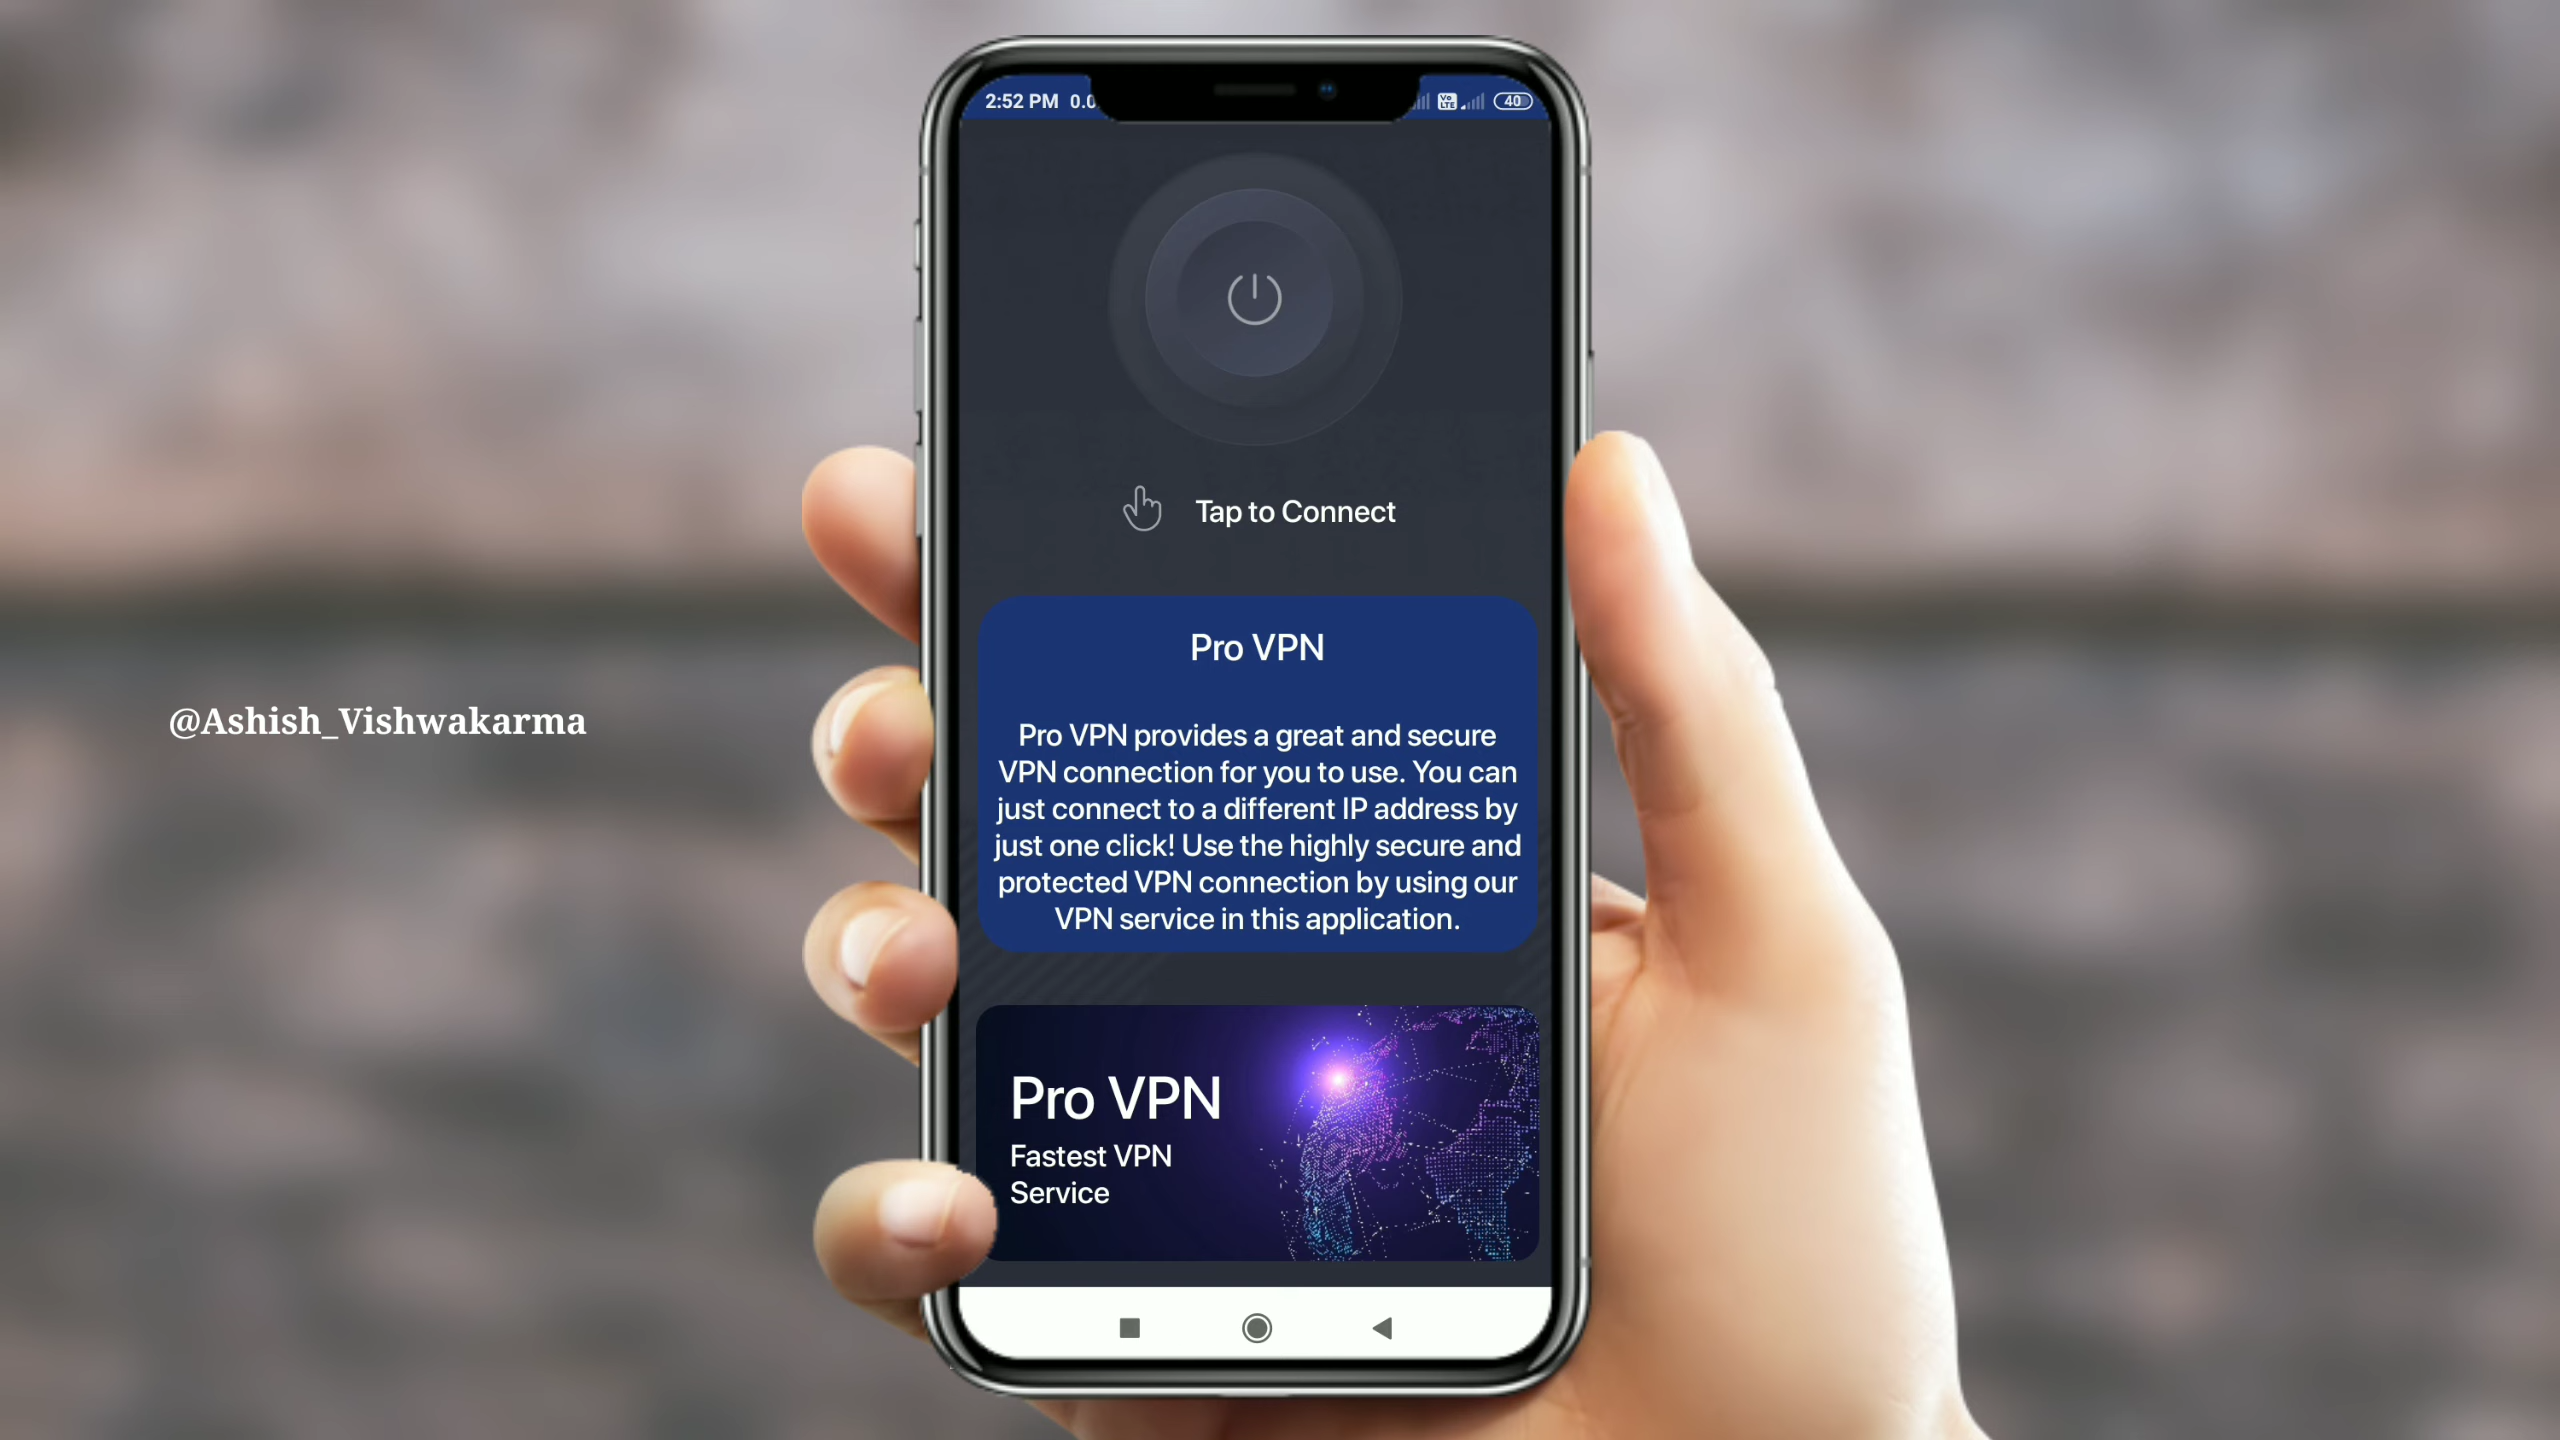 2:52 PM 0.0
Vo
LTE
40
Tap to Connect
@Ashish_Vishwakarma
Pro VPN
Pro VPN provides a great and secure
VPN connection for you to use. You can
just connect to a different IP address by
just one click! Use the highly secure and
protected VPN connection by using our
VPN service in this application.
Pro VPN
Fastest VPN
Service